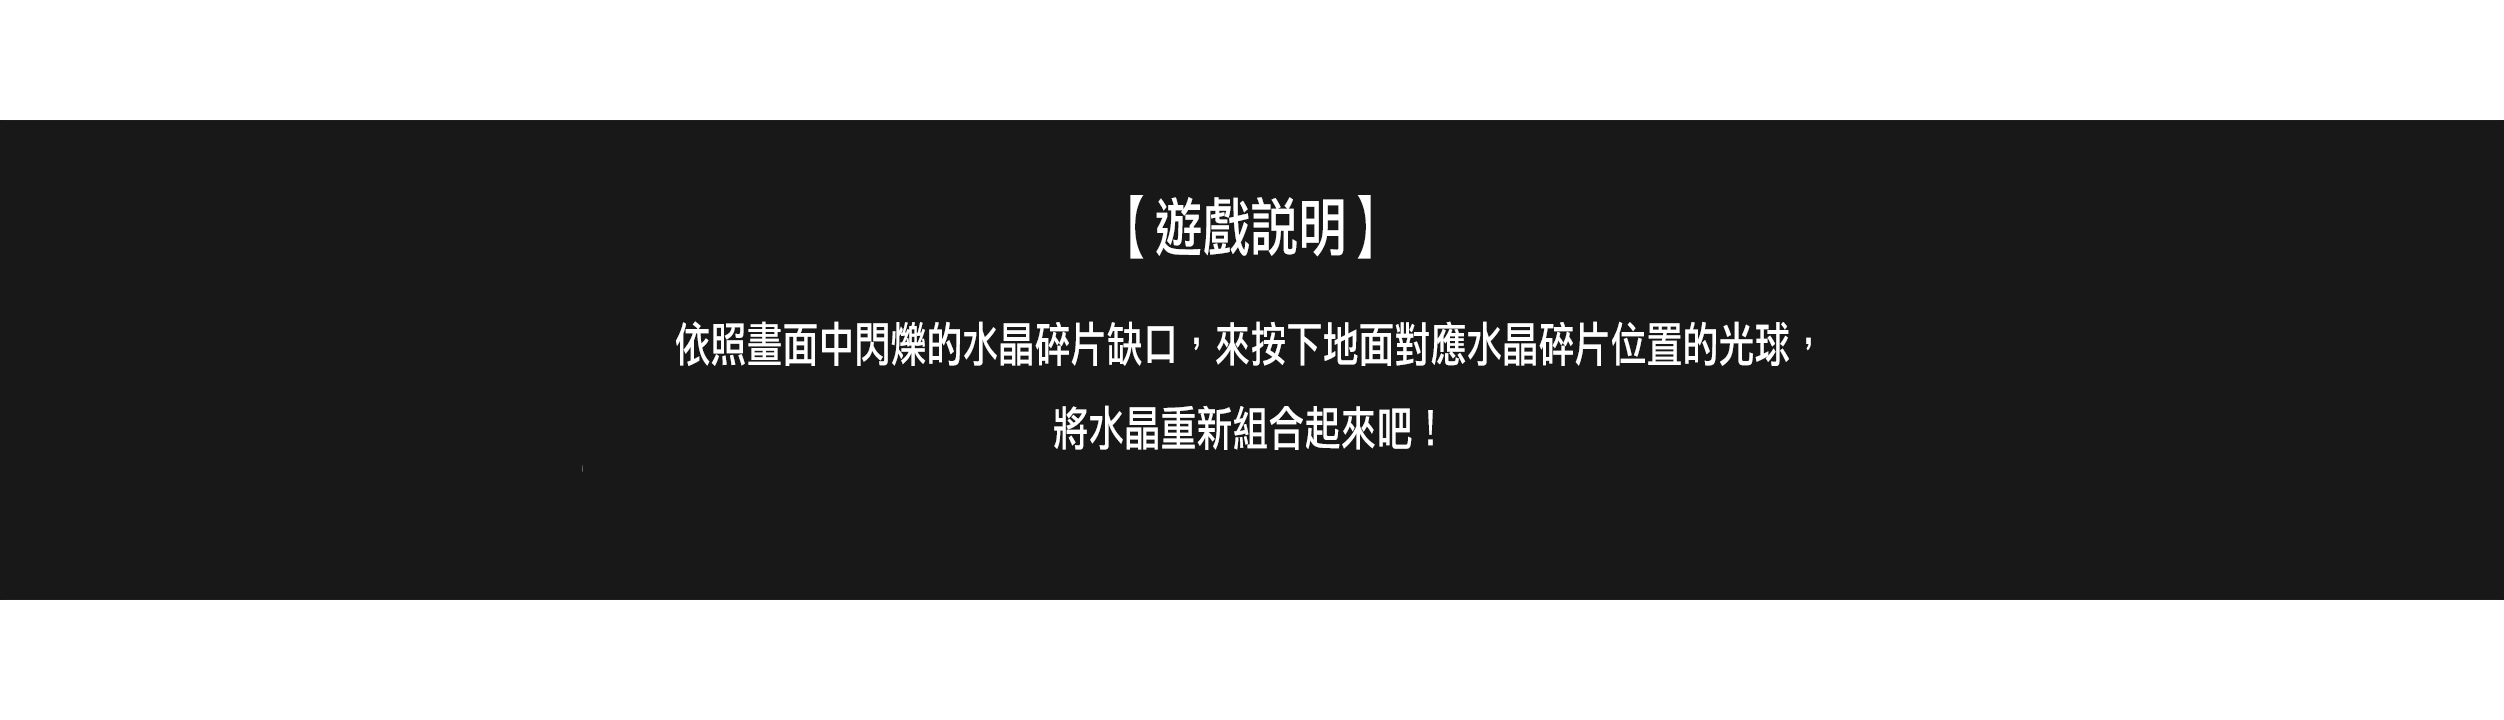 【遊戲說明】
依照畫面中閃爍的水晶碎片缺口，來按下地面對應水晶碎片位置的光球，
將水晶重新組合起來吧！